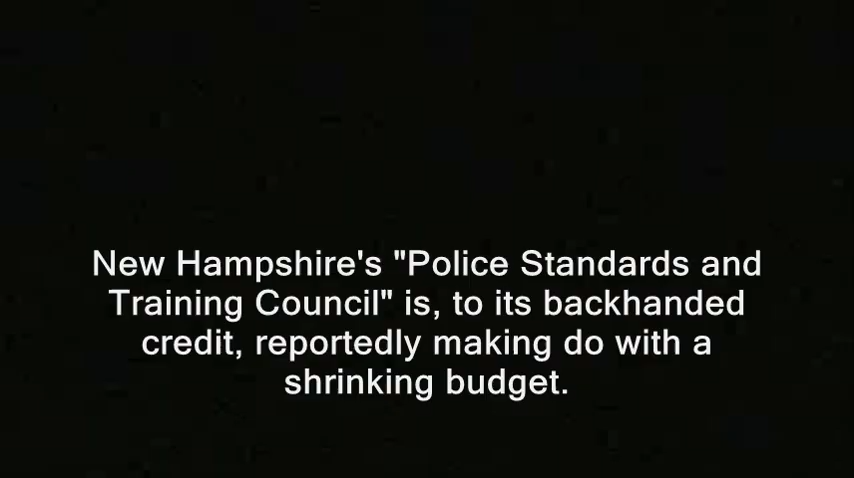 New Hampshire's "Police Standards and
Training Council" is, to its backhanded
credit, reportedly making do with a
shrinking budget.